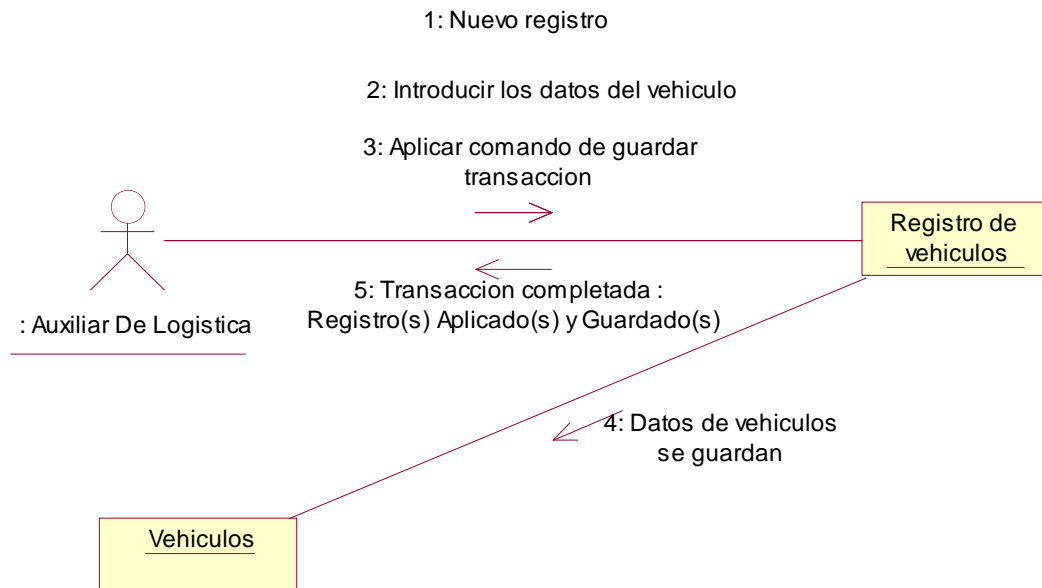 1: Nuevo registro
2: Introducir los datos del vehiculo
3: Aplicar comando de guardar
transaccion
Registro de
vehiculos
5: Transaccion completada :
Registro(s) Aplicado(s) y Guardado(s)
: Auxiliar De Logistica
4: Datos de vehiculos
se guardan
Vehiculos